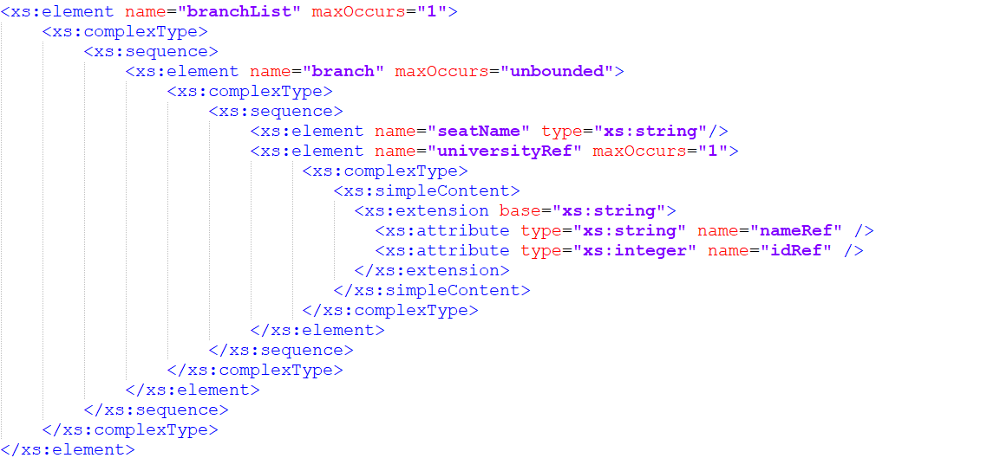 <xs:element name="branchList" maxOccurs="1">
<xs:complexType>
<xs:sequence>
<xs:element name="branch" maxOccurs="unbounded">
<xs:complexType>
<xs:sequence>
<xs:element name="seatName" type="xs:string"/>
<xs:element name="universityRef" maxOccurs="1">
<xs:complexType>
<xs:simpleContent>
<xs:extension base="xs:string">
<xs:attribute type="xs:string" name="nameRef" />
<xs:attribute type="xs:integer" name="idRef" />
</xs:extension>
</xs:simpleContent>
</xs:complexType>
</xs:element>
</xs:sequence>
</xs:complexType>
</xs:element>
</xs:sequence>
</xs:complexType>
</xs:element>